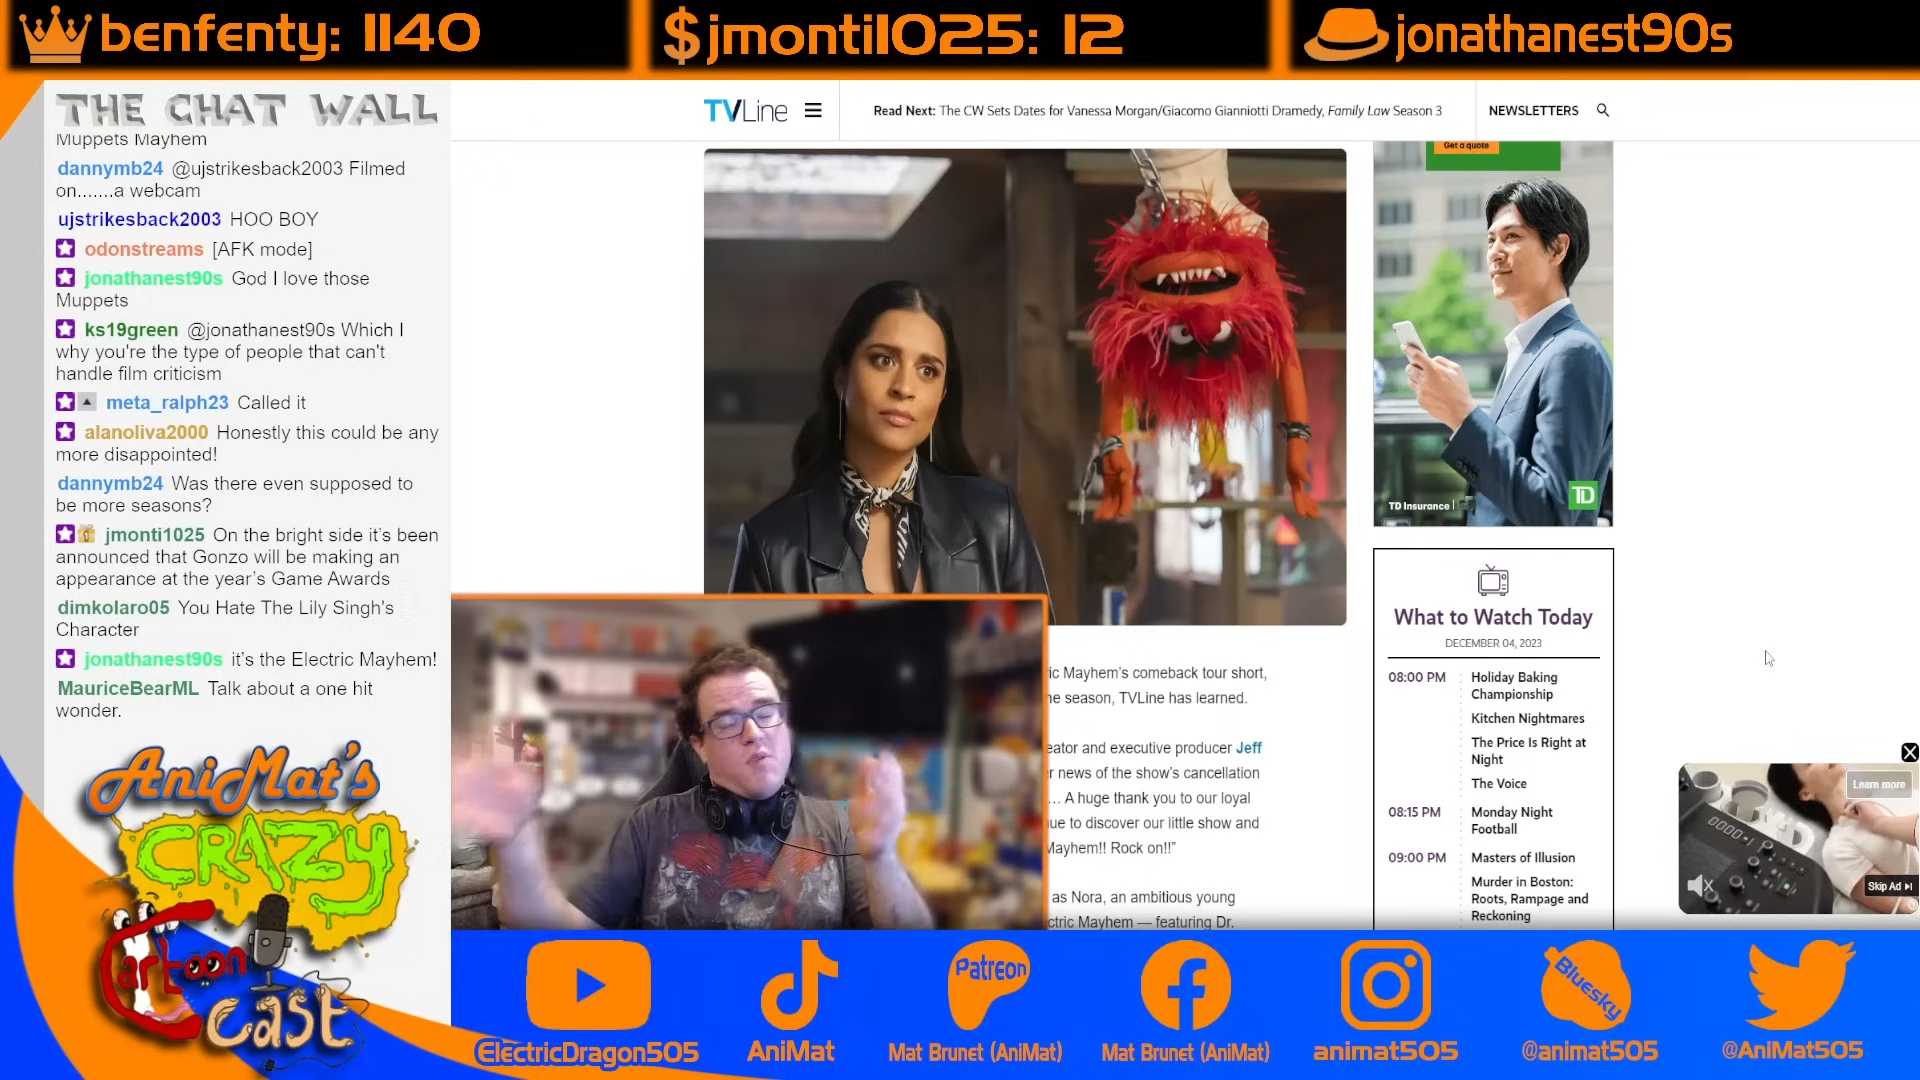 benfenty: 1140
$jmonti1025: 12
jonathanest90s
THE CHAT WALL
Muppets Mayhem
dannymb24 @ujstrikesback2003 Filmed
on.......a webcam
ujstrikesback2003 HOO BOY
odonstreams [AFK mode]
jonathanest90s God I love those
Muppets
ks19green @jonathanest90s Which I
why you're the type of people that can't
handle film criticism
meta_ralph23 Called it
alanoliva2000 Honestly this could be any
more disappointed!
dannymb24 Was there even supposed to
be more seasons?
jmonti1025 On the bright side it's been
announced that Gonzo will be making an
appearance at the year's Game Awards
dimkolaro05 You Hate The Lily Singh's
Character
jonathanest90s it's the Electric Mayhem!
MauriceBearML Talk about a one hit
wonder.
AniMat's
CRAZY
Cartoon
Cast
TVLine
Read Next: The CW Sets Dates for Vanessa Morgan/Giacomo Gianniotti Dramedy, Family Law Season 3
NEWSLETTERS
Get a quote
TD Insurance
TD
ic Mayhem's comeback tour short,
ne season, TVLine has learned.
eator and executive producer Jeff
r news of the show's cancellation
… A huge thank you to our loyal
ue to discover our little show and
Mayhem!! Rock on!!"
as Nora, an ambitious young
ctric Mayhem — featuring Dr.
What to Watch Today
DECEMBER 04, 2023
08:00 PM
Holiday Baking
Championship
Kitchen Nightmares
The Price Is Right at
Night
The Voice
08:15 PM
Monday Night
Football
09:00 PM
Masters of Illusion
Murder in Boston:
Roots, Rampage and
Reckoning
Learn more
Skip Ad
Patreon
Bluesky
ElectricDragon505
AniMat
Mat Brunet (AniMat)
Mat Brunet (AniMat)
animat505
@animat505
@AniMat505